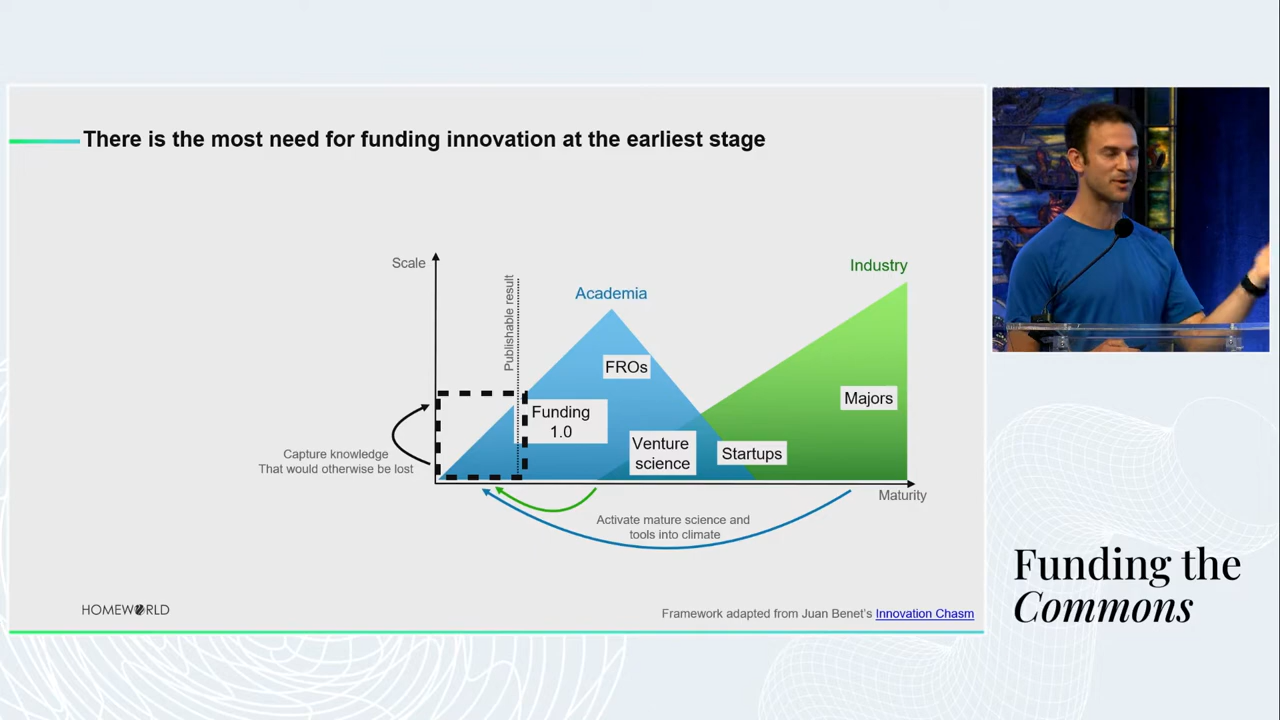 There is the most need for funding innovation at the earliest stage
Scale
Publishable result
Academia
Industry
FROs
Funding
1.0
Majors
Venture
science
Startups
Capture knowledge
That would otherwise be lost
Maturity
Activate mature science and
tools into climate
HOMEWORLD
Framework adapted from Juan Benet's Innovation Chasm
Funding the
Commons